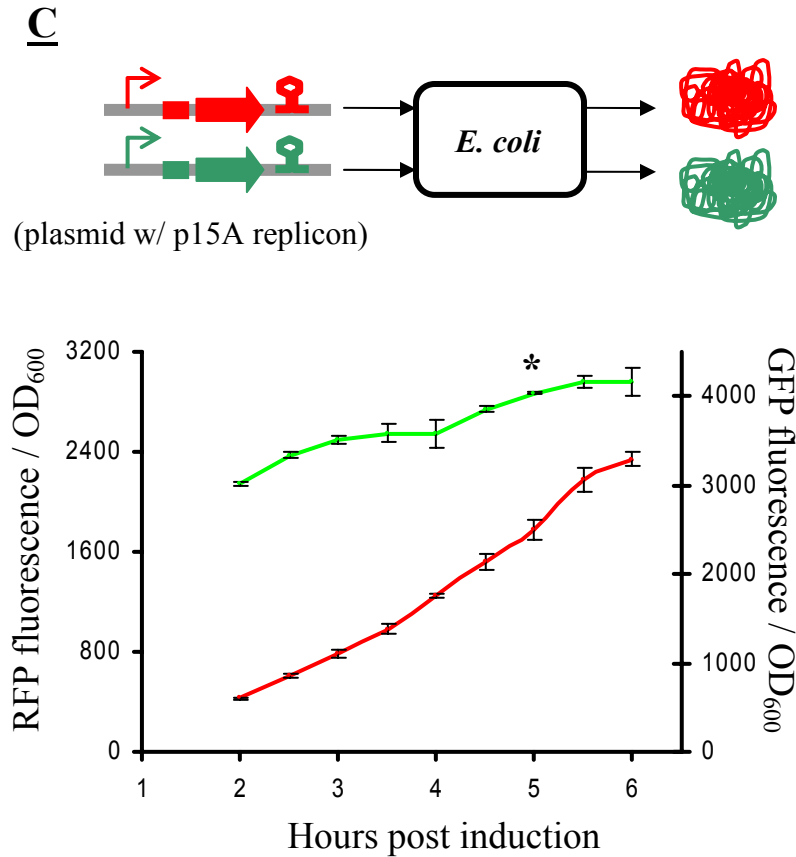 C
E. coli
(plasmid w/ p15A replicon)
RFP fluorescence / OD600
3200
2400
1600
800
0
*
GFP fluorescence / OD600
4000
3000
2000
1000
0
1 2 3 4 5 6
Hours post induction